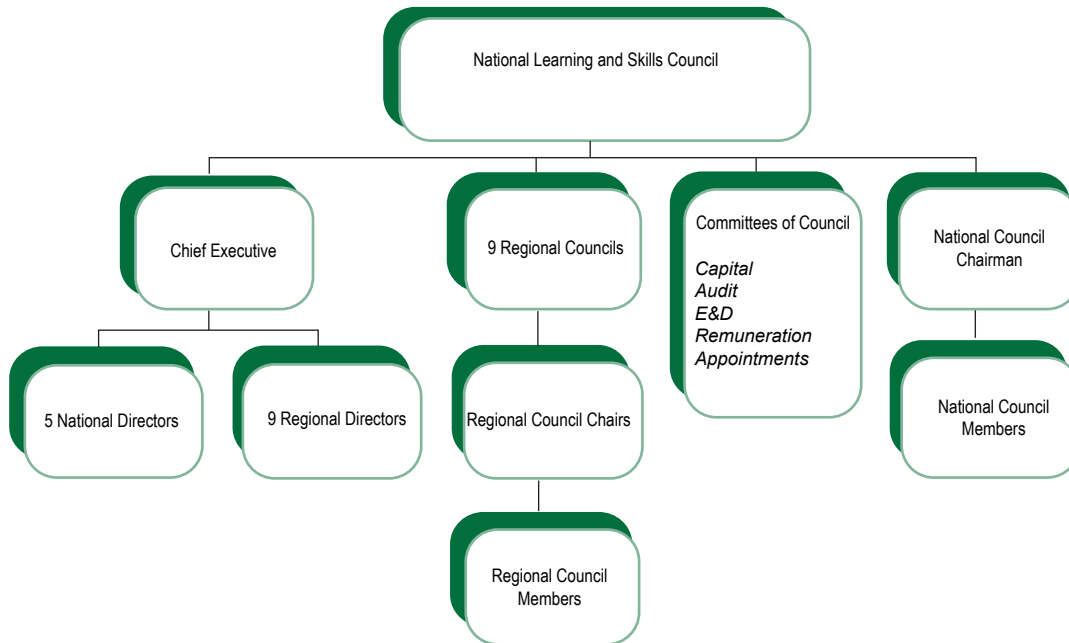 National Learning and Skills Council
Chief Executive
9 Regional Councils
Committees of Council
Capital
Audit
E&D
Remuneration
Appointments
National Council
Chairman
5 National Directors
9 Regional Directors
Regional Council Chairs
National Council
Members
Regional Council
Members